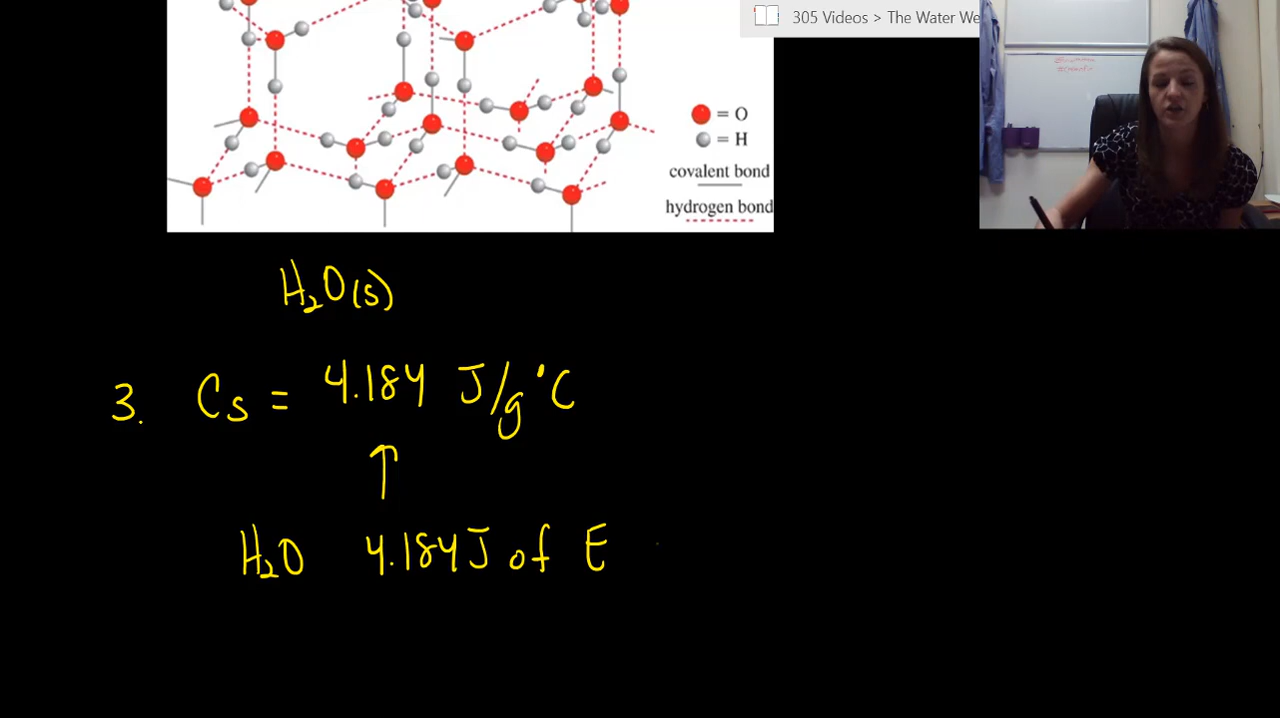 305 Videos > The Water We
= O
= H
covalent bond
hydrogen bond
H₂O(s)
3. Cs = 4.184 J/g°C
↑
H₂O 4.184J of E